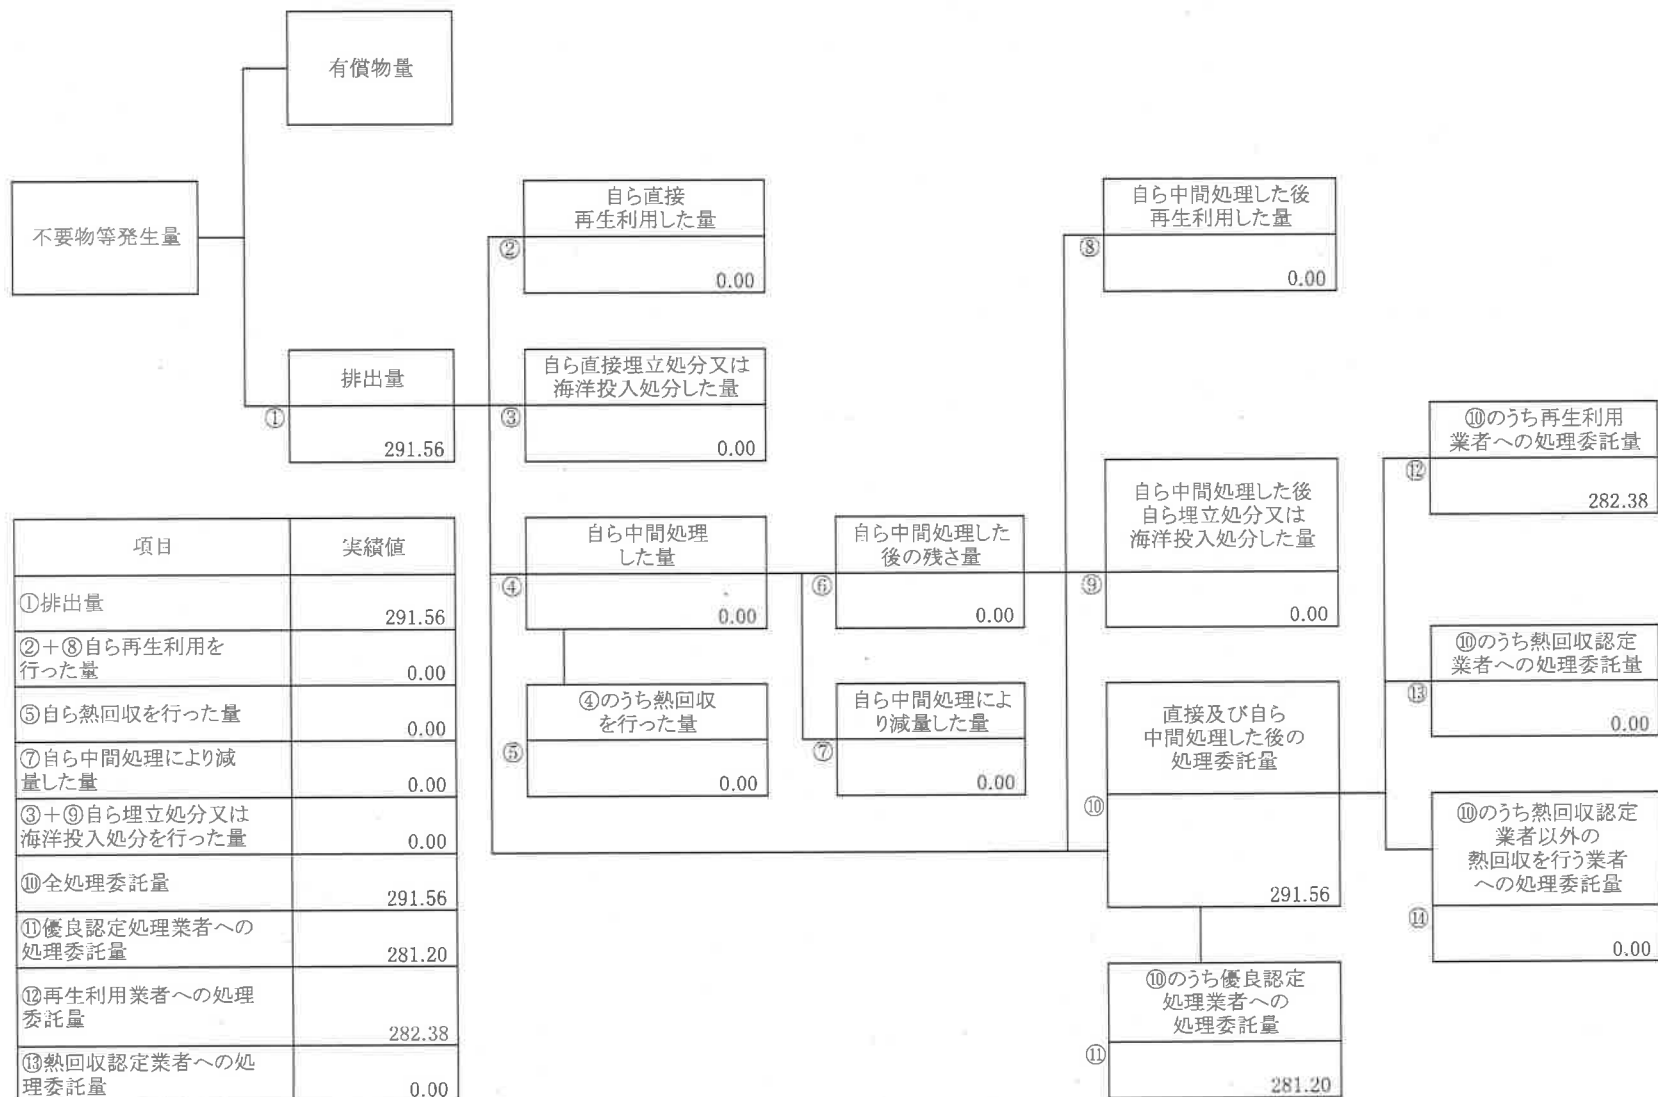 有償物量
不要物等発生量
自ら直接
再生利用した量
②
0.00
自ら中間処理した後
再生利用した量
⑧
0.00
排出量
①
291.56
自ら直接埋立処分又は
海洋投入処分した量
③
0.00
⑩のうち再生利用
業者への処理委託量
⑫
282.38
自ら中間処理
した量
④
0.00
自ら中間処理した
後の残さ量
⑥
0.00
自ら中間処理した後
自ら埋立処分又は
海洋投入処分した量
⑨
0.00
⑩のうち熱回収認定
業者への処理委託量
⑬
0.00
④のうち熱回収
を行った量
⑤
0.00
自ら中間処理によ
り減量した量
⑦
0.00
直接及び自ら
中間処理した後の
処理委託量
⑩
291.56
⑩のうち熱回収認定
業者以外の
熱回収を行う業者
への処理委託量
⑭
0.00
⑩のうち優良認定
処理業者への
処理委託量
⑪
281.20
項目 実績値
①排出量 291.56
②+⑧自ら再生利用を
行った量 0.00
⑤自ら熱回収を行った量 0.00
⑦自ら中間処理により減
量した量 0.00
③+⑨自ら埋立処分又は
海洋投入処分を行った量 0.00
⑩全処理委託量 291.56
⑪優良認定処理業者への
処理委託量 281.20
⑫再生利用業者への処理
委託量 282.38
⑬熱回収認定業者への処
理委託量 0.00